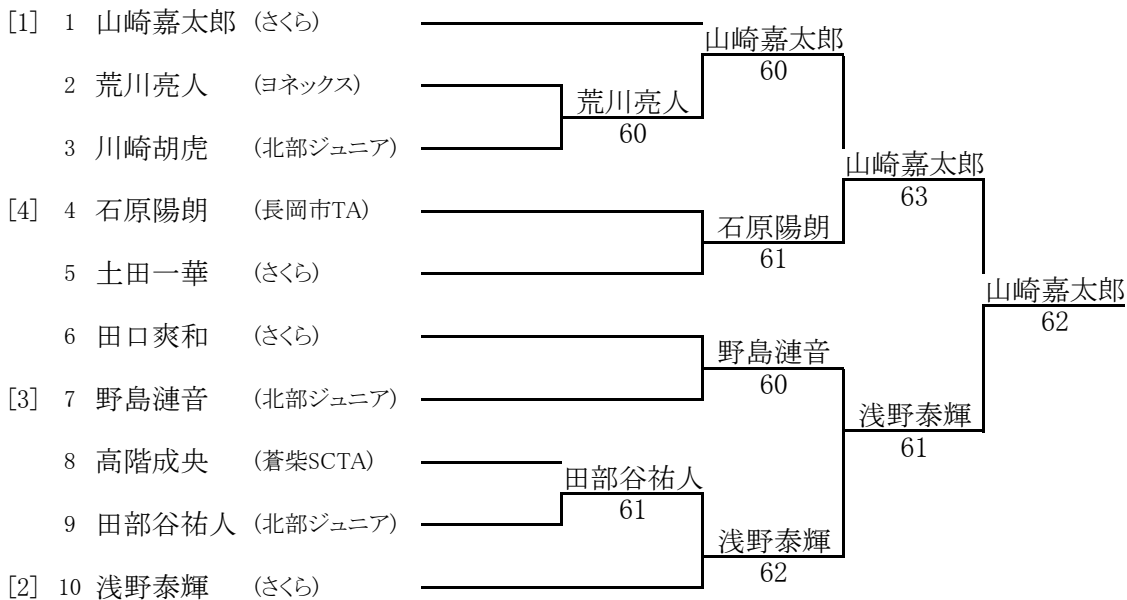 [1] 1 山崎嘉太郎 (さくら)
山崎嘉太郎
60
2 荒川亮人 (ヨネックス)
荒川亮人
60
3 川崎胡虎 (北部ジュニア)
山崎嘉太郎
63
[4] 4 石原陽朗 (長岡市TA)
石原陽朗
61
5 土田一華 (さくら)
山崎嘉太郎
62
6 田口爽和 (さくら)
野島漣音
60
[3] 7 野島漣音 (北部ジュニア)
浅野泰輝
61
8 高階成央 (蒼柴SCTA)
田部谷祐人
61
9 田部谷祐人 (北部ジュニア)
浅野泰輝
62
[2] 10 浅野泰輝 (さくら)